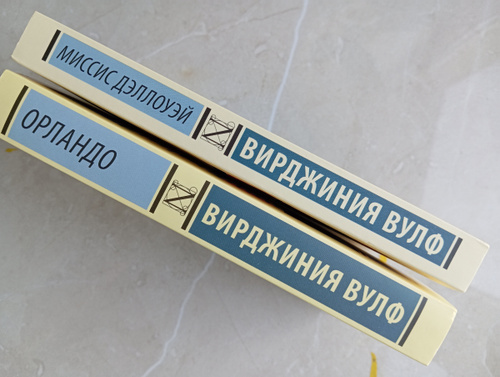 МИССИС ДЭЛЛОУЭЙ
ВИРДЖИНИЯ ВУЛФ
ОРЛАНДО
ВИРДЖИНИЯ ВУЛФ